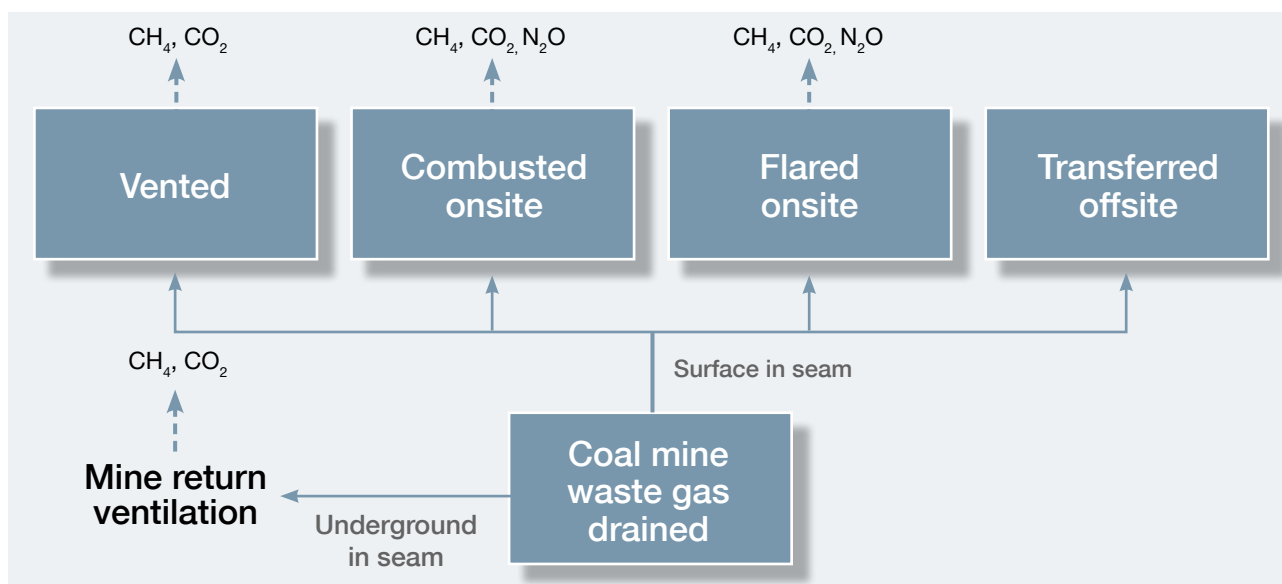 CH₄, CO₂
CH₄, CO₂, N₂O
CH₄, CO₂, N₂O
Vented
Combusted
onsite
Flared
onsite
Transferred
offsite
CH₄, CO₂
Surface in seam
Mine return
ventilation
Underground
in seam
Coal mine
waste gas
drained